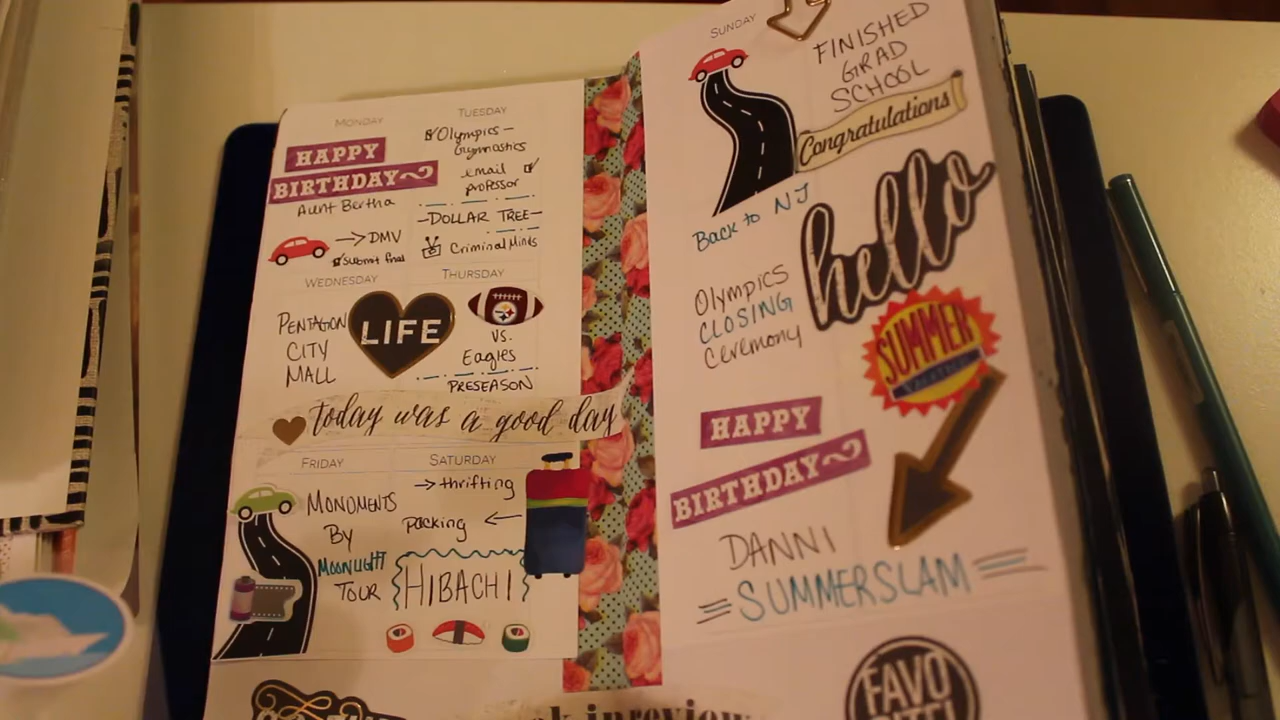 MONDAY
HAPPY
BIRTHDAY
Aunt Bertha
→DMV
Submit final
TUESDAY
Olympics –
Gymnastics
email
professor
–DOLLAR TREE–
Criminal Minds
WEDNESDAY
PENTAGON
CITY
MALL
LIFE
THURSDAY
VS.
Eagles
PRESEASON
today was a good day
FRIDAY
MONUMENTS
BY
MOONLIGHT
TOUR
SATURDAY
→thrifting
packing ←
HIBACHI
SUNDAY
FINISHED
GRAD
SCHOOL
Congratulations
Back to NJ
hello
OLYMPICS
CLOSING
Ceremony
SUMMER
HAPPY
BIRTHDAY
DANNI
SUMMERSLAM
FAVO
RITE!
k in review